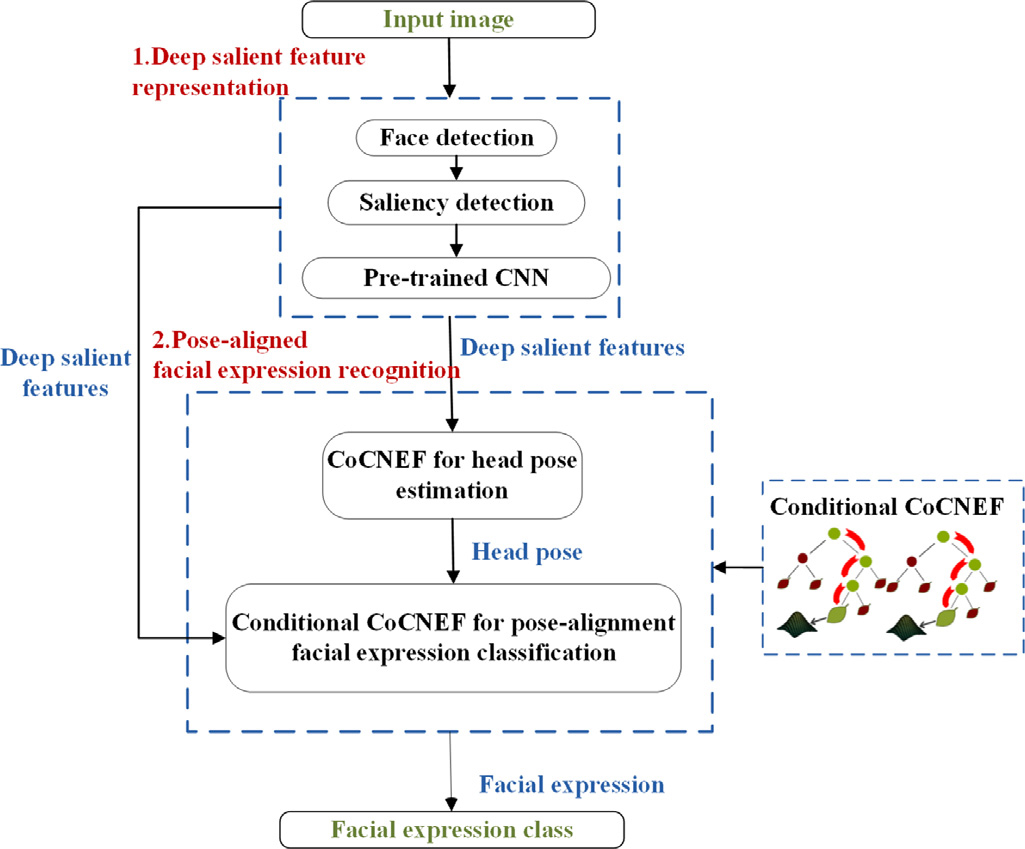 Input image
1.Deep salient feature
representation
Face detection
Saliency detection
Pre-trained CNN
Deep salient
features
2.Pose-aligned
facial expression recognition
Deep salient features
CoCNEF for head pose
estimation
Head pose
Conditional CoCNEF for pose-alignment
facial expression classification
Conditional CoCNEF
Facial expression
Facial expression class